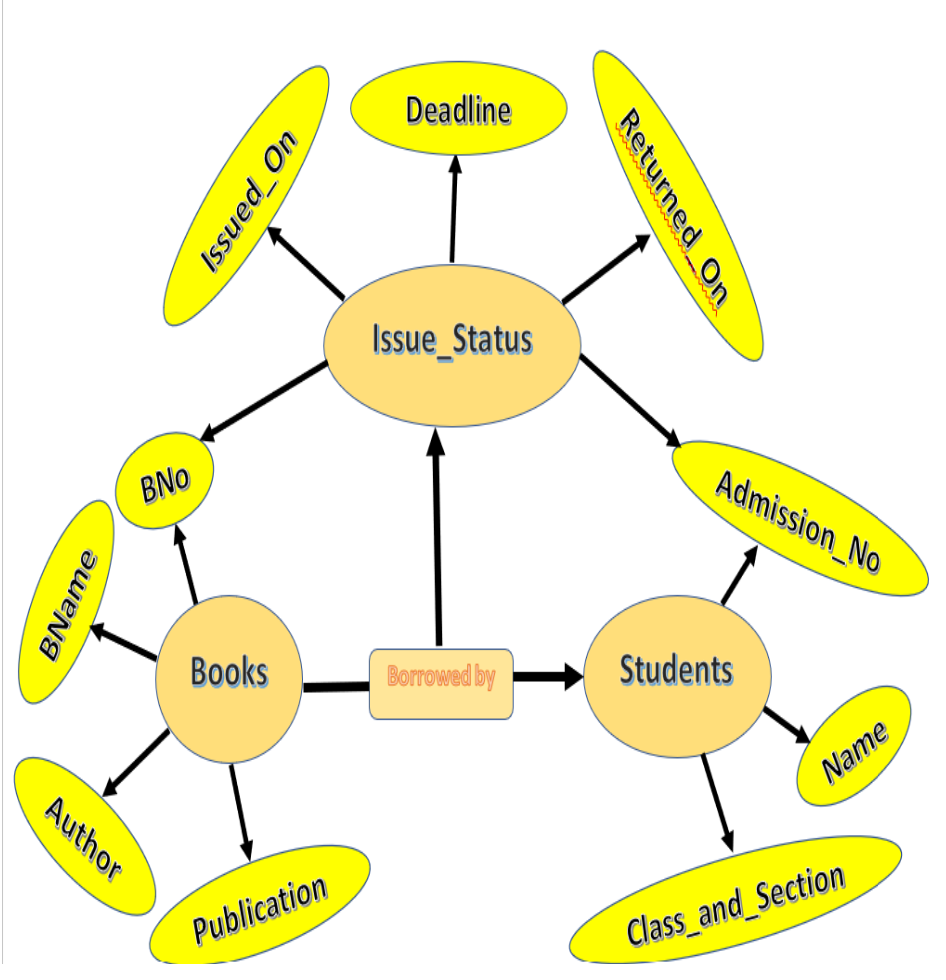 Deadline
Issued_On
Returned_On
Issue_Status
BNo
Admission_No
BName
Books
Borrowed by
Students
Name
Author
Publication
Class_and_Section